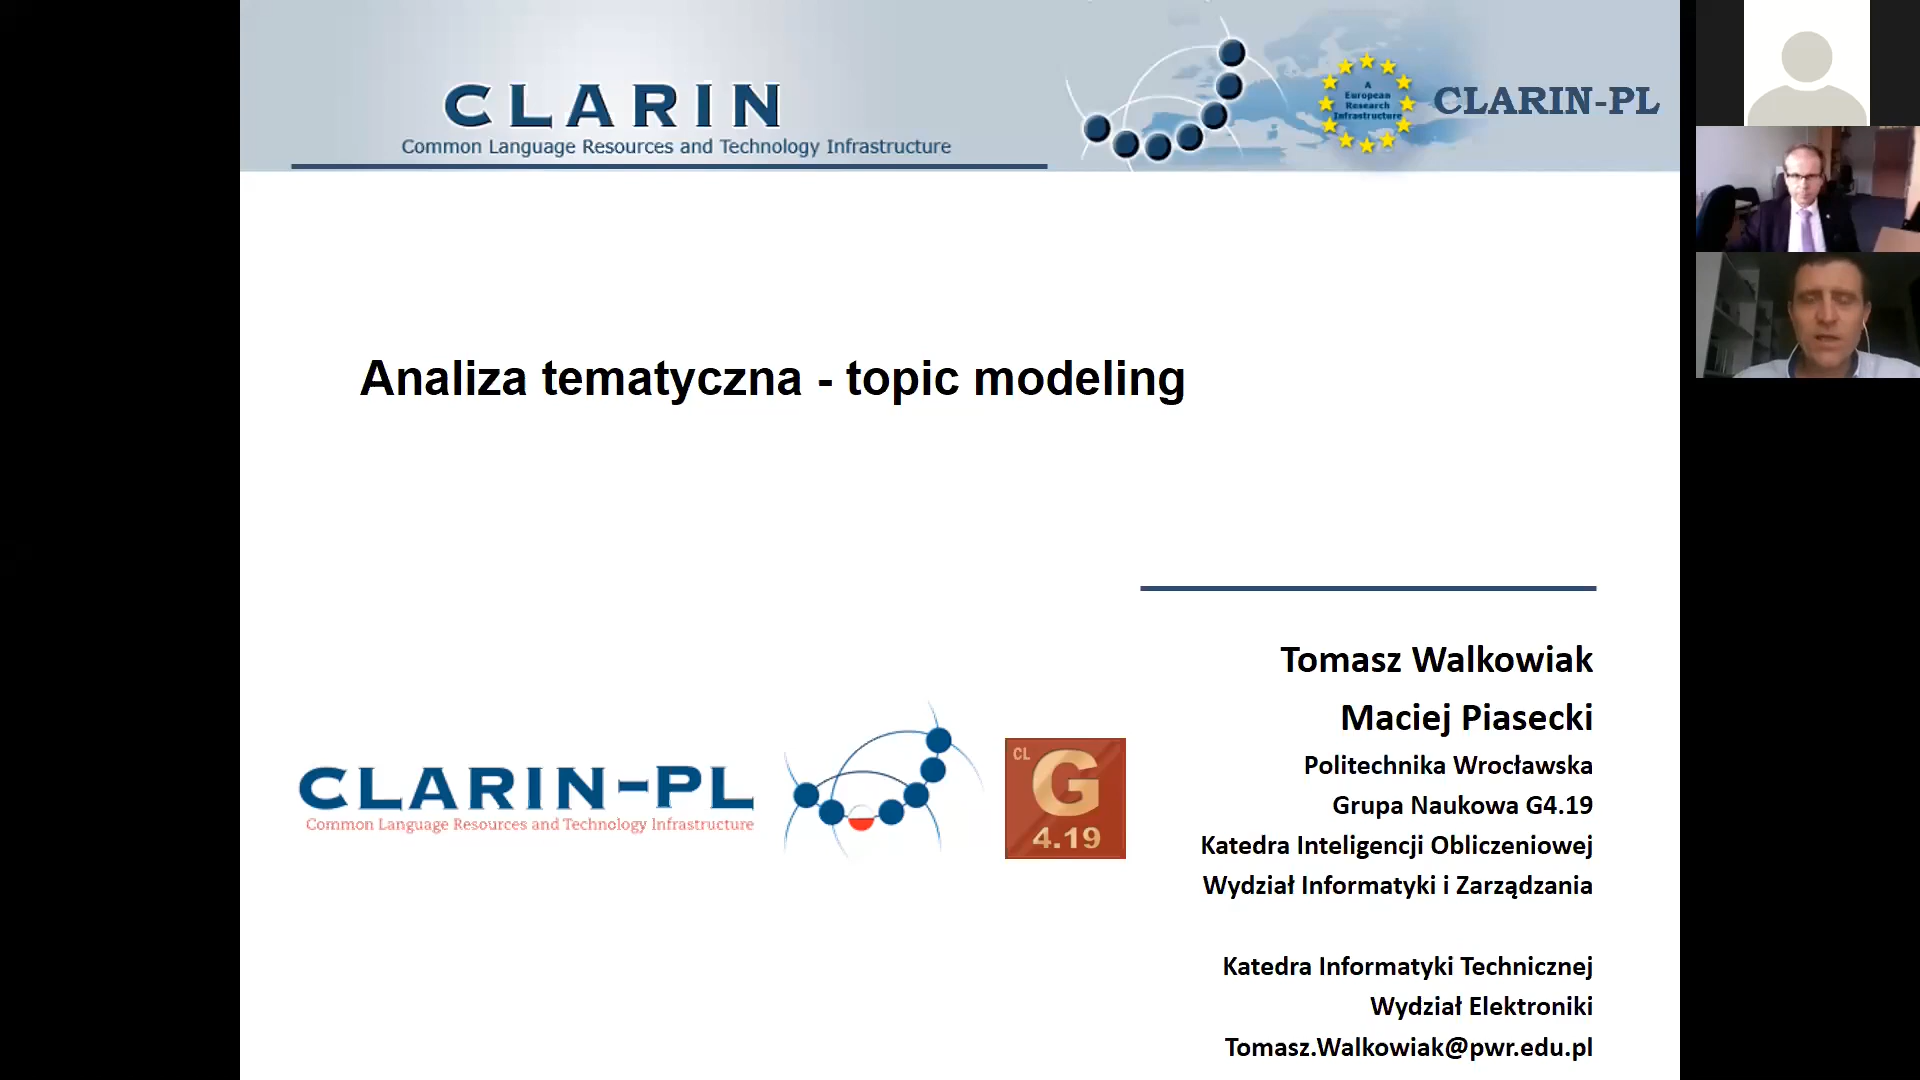 CLARIN
Common Language Resources and Technology Infrastructure
A
European
Research
Infrastructure
CLARIN-PL
Analiza tematyczna - topic modeling
Tomasz Walkowiak
Maciej Piasecki
Politechnika Wrocławska
Grupa Naukowa G4.19
Katedra Inteligencji Obliczeniowej
Wydział Informatyki i Zarządzania
CLARIN-PL
Common Language Resources and Technology Infrastructure
CL
G
4.19
Katedra Informatyki Technicznej
Wydział Elektroniki
Tomasz.Walkowiak@pwr.edu.pl